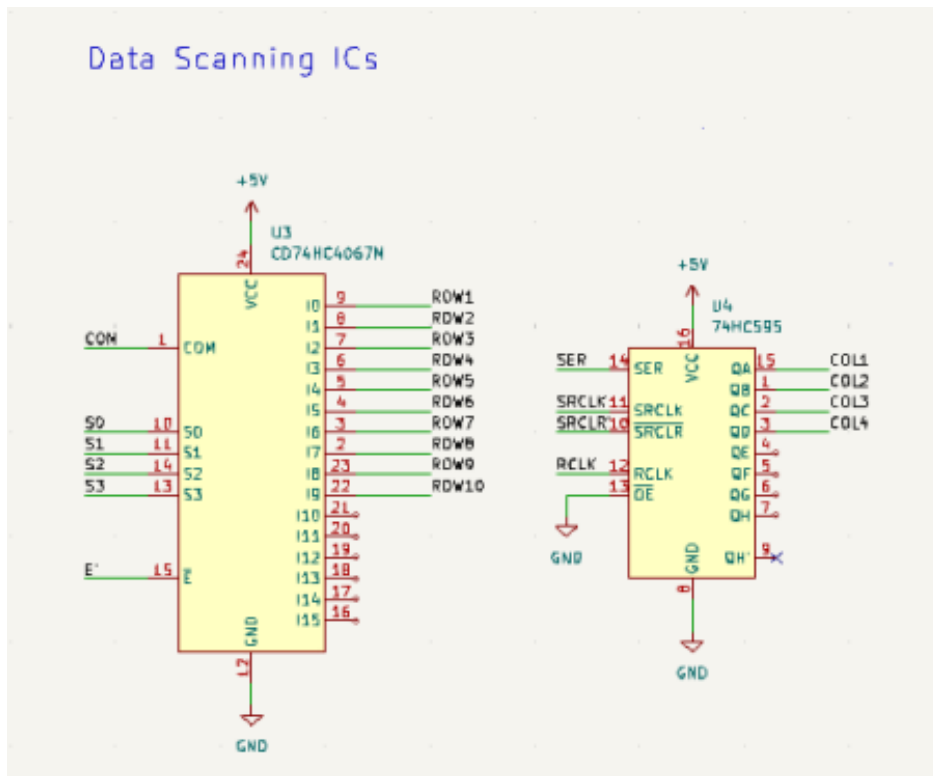 Data Scanning ICs
+5V
U3
CD74HC4067M
24
VCC
COM 1 COM
S0 10 S0
S1 11 S1
S2 14 S2
S3 13 S3
E' 15 E
I0 9 ROW1
I1 8 ROW2
I2 7 ROW3
I3 6 ROW4
I4 5 ROW5
I5 4 ROW6
I6 3 ROW7
I7 2 ROW8
I8 23 ROW9
I9 22 ROW10
I10 21
I11 20
I12 19
I13 18
I14 17
I15 16
GND
12
GND
+5V
U4
74HC595
16
VCC
SER 14 SER
SRCLK 11 SRCLK
SRCLR' 10 SRCLR
RCLK 12 RCLK
13 OE
GND
QA 15 COL1
QB 1 COL2
QC 2 COL3
QD 3 COL4
QE 4
QF 5
QG 6
QH 7
QH' 9
GND
8
GND